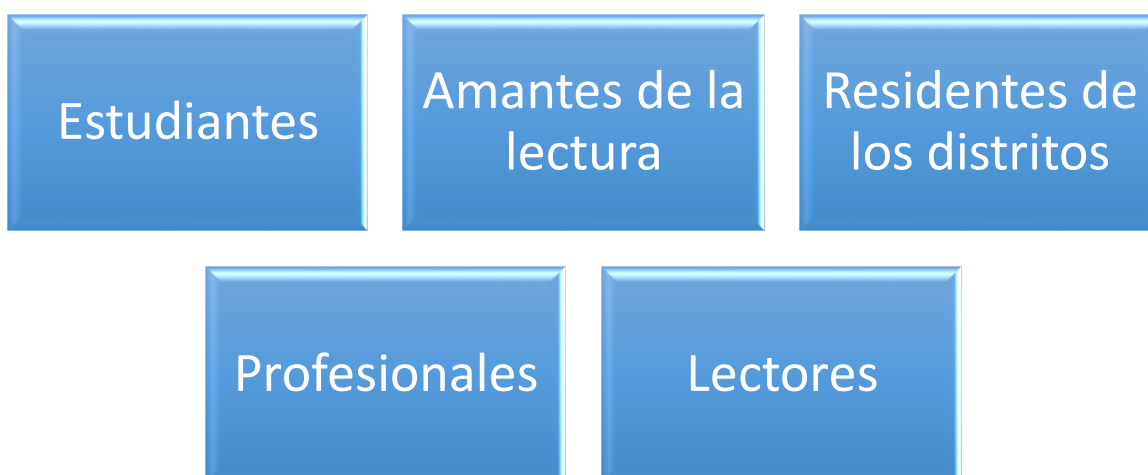 Estudiantes
Amantes de la
lectura
Residentes de
los distritos
Profesionales
Lectores